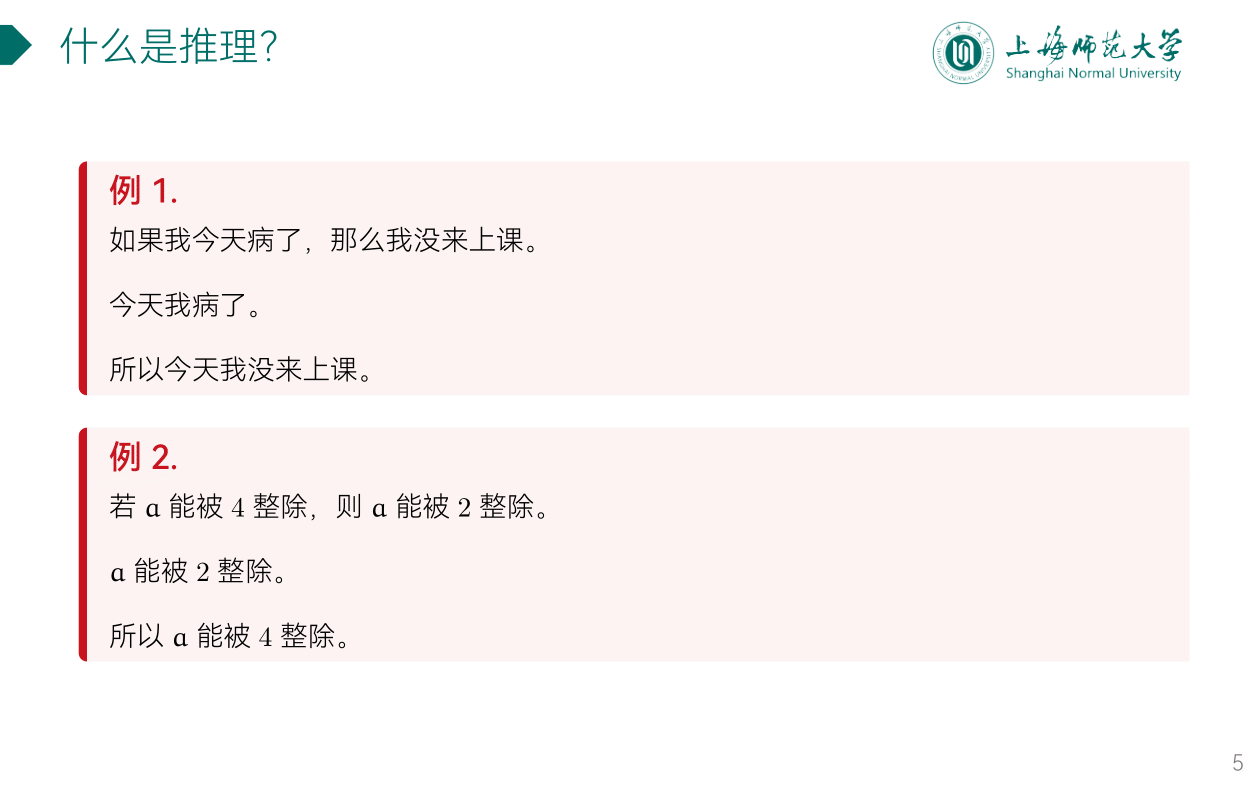 什么是推理?
上海师范大学
Shanghai Normal University
例 1.
如果我今天病了，那么我没来上课。
今天我病了。
所以今天我没来上课。
例 2.
若 a 能被 4 整除，则 a 能被 2 整除。
a 能被 2 整除。
所以 a 能被 4 整除。
5